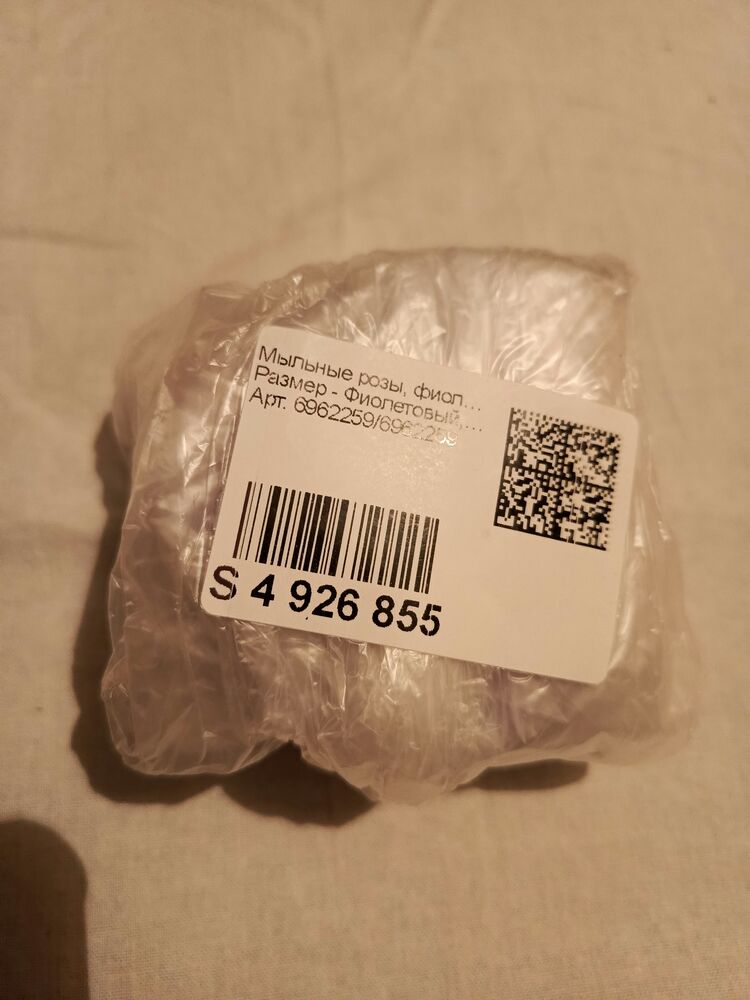 Мыльные розы, фиол...
Размер - Фиолетовый,...
Арт. 6962259/6962259
S 4 926 855